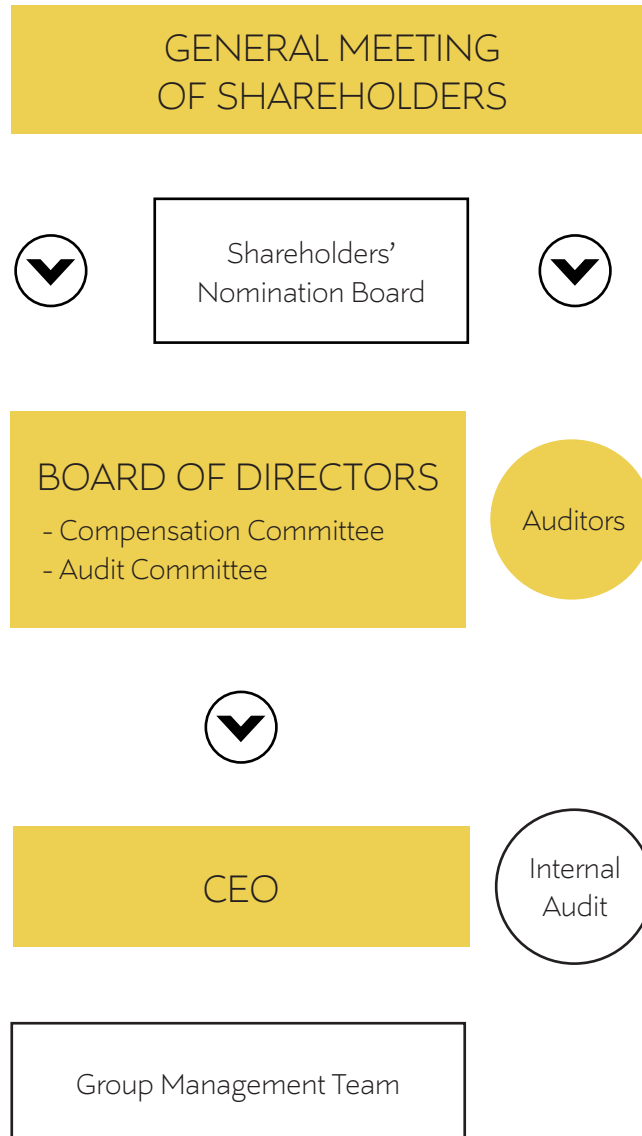 GENERAL MEETING
OF SHAREHOLDERS
Shareholders’
Nomination Board
BOARD OF DIRECTORS
- Compensation Committee
- Audit Committee
Auditors
CEO
Internal
Audit
Group Management Team